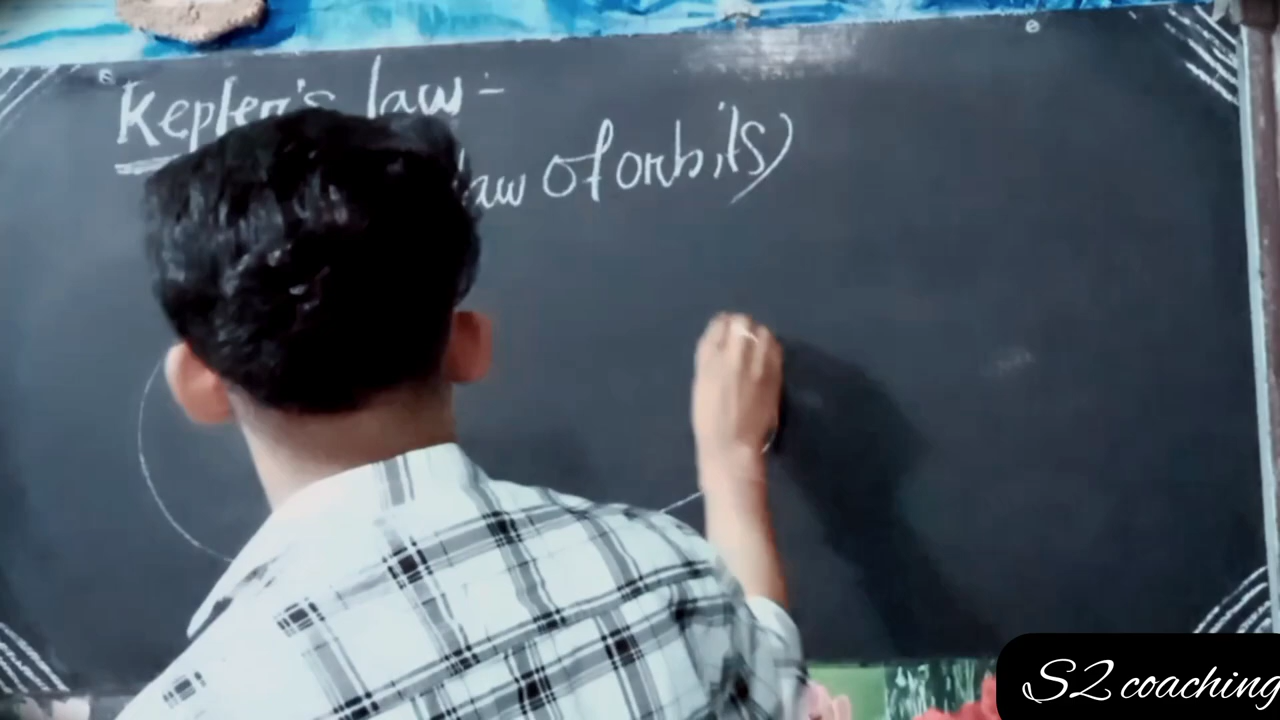 Kepler's law :-
law of orbits)
S2 coaching